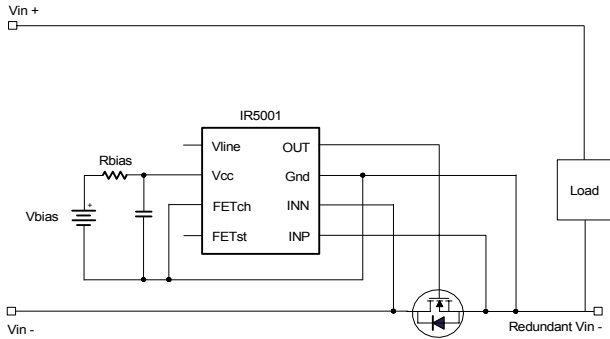 Vin +
IR5001
Vline
OUT
Rbias
Vcc
Gnd
Load
+
Vbias
FETch
INN
FETst
INP
Vin -
Redundant Vin -